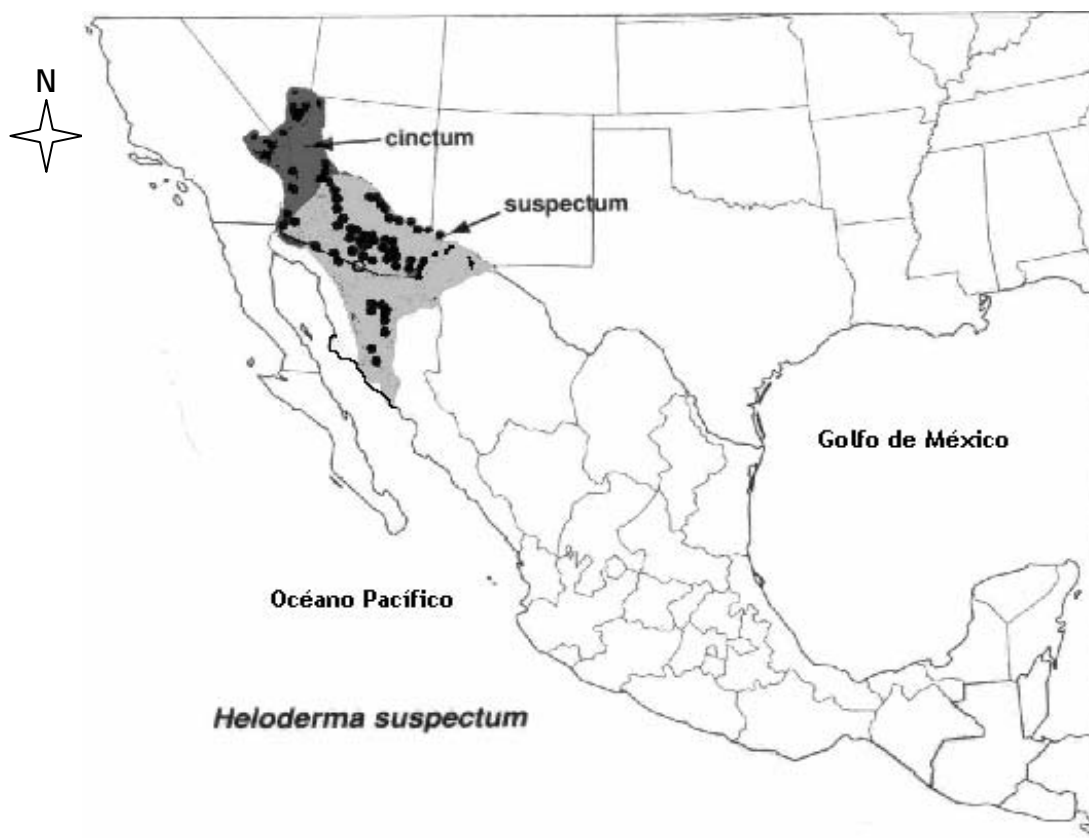 N
cinctum
suspectum
Golfo de México
Océano Pacífico
Heloderma suspectum